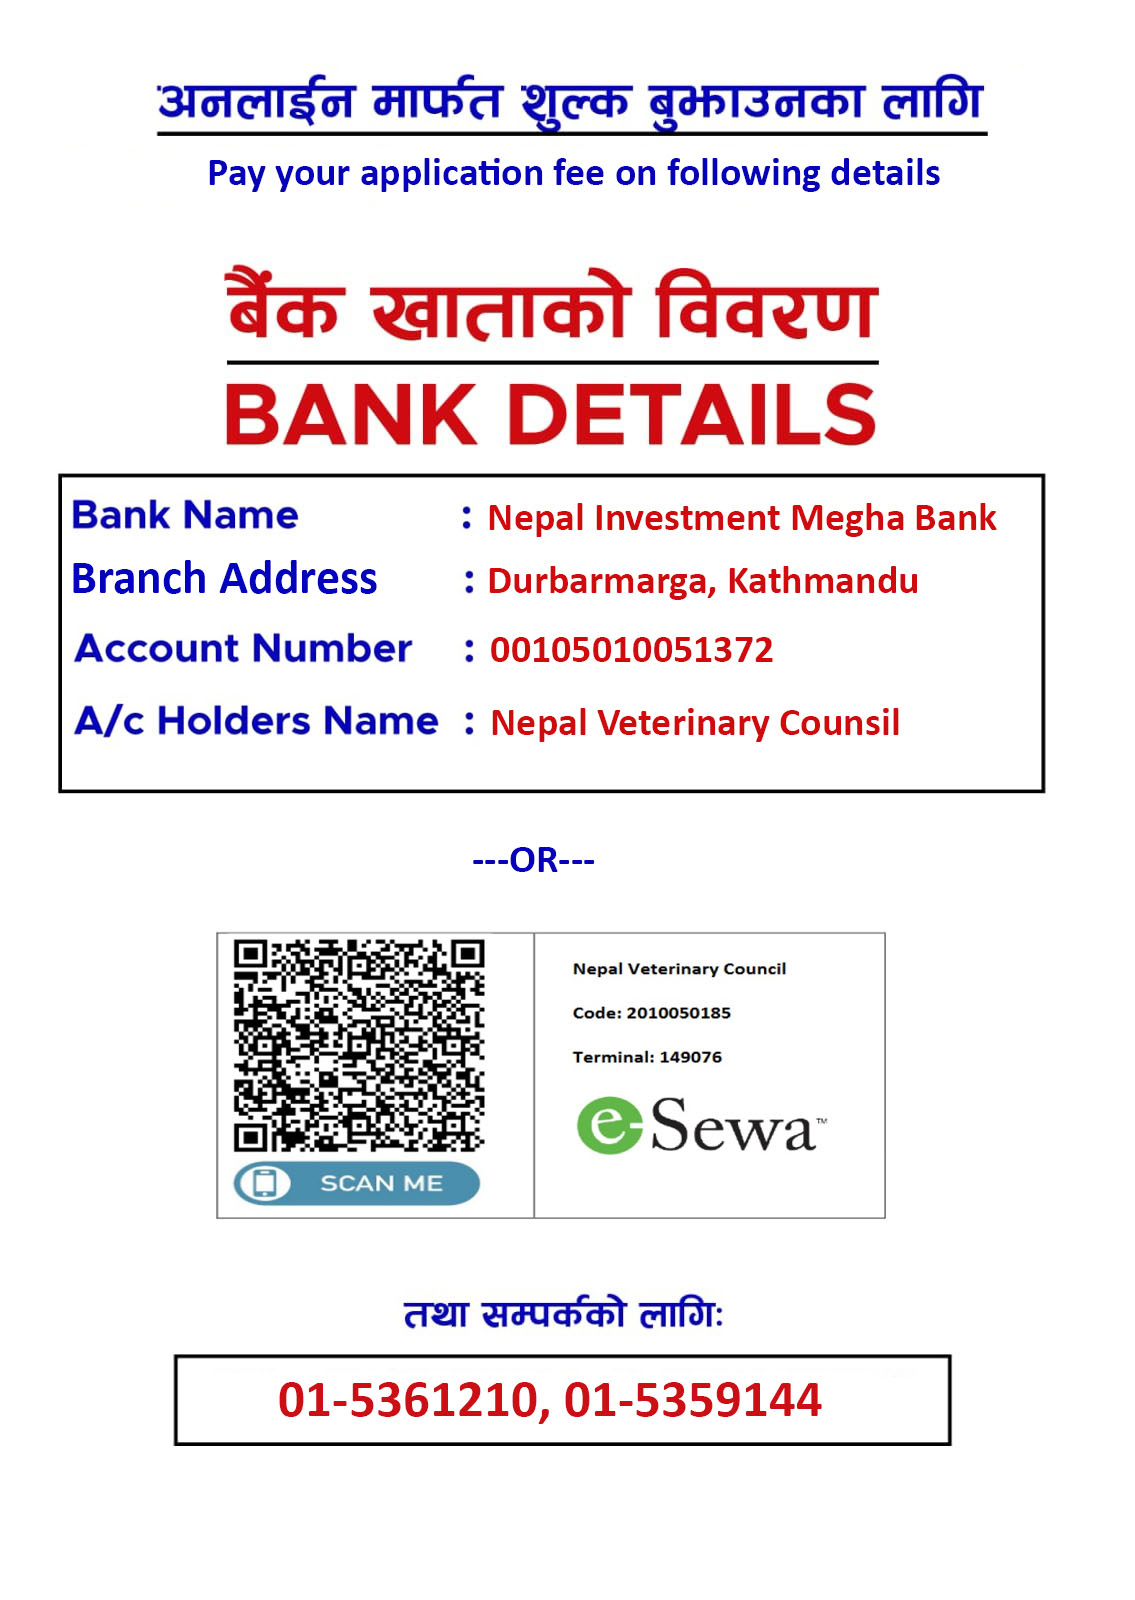 अनलाईन मार्फत शुल्क बुझाउनका लागि
Pay your application fee on following details
बैंक खाताको विवरण
BANK DETAILS
Bank Name : Nepal Investment Megha Bank
Branch Address : Durbarmarga, Kathmandu
Account Number : 00105010051372
A/c Holders Name : Nepal Veterinary Counsil
---OR---
Nepal Veterinary Council
Code: 2010050185
Terminal: 149076
e-Sewa™
SCAN ME
तथा सम्पर्कको लागिः
01-5361210, 01-5359144